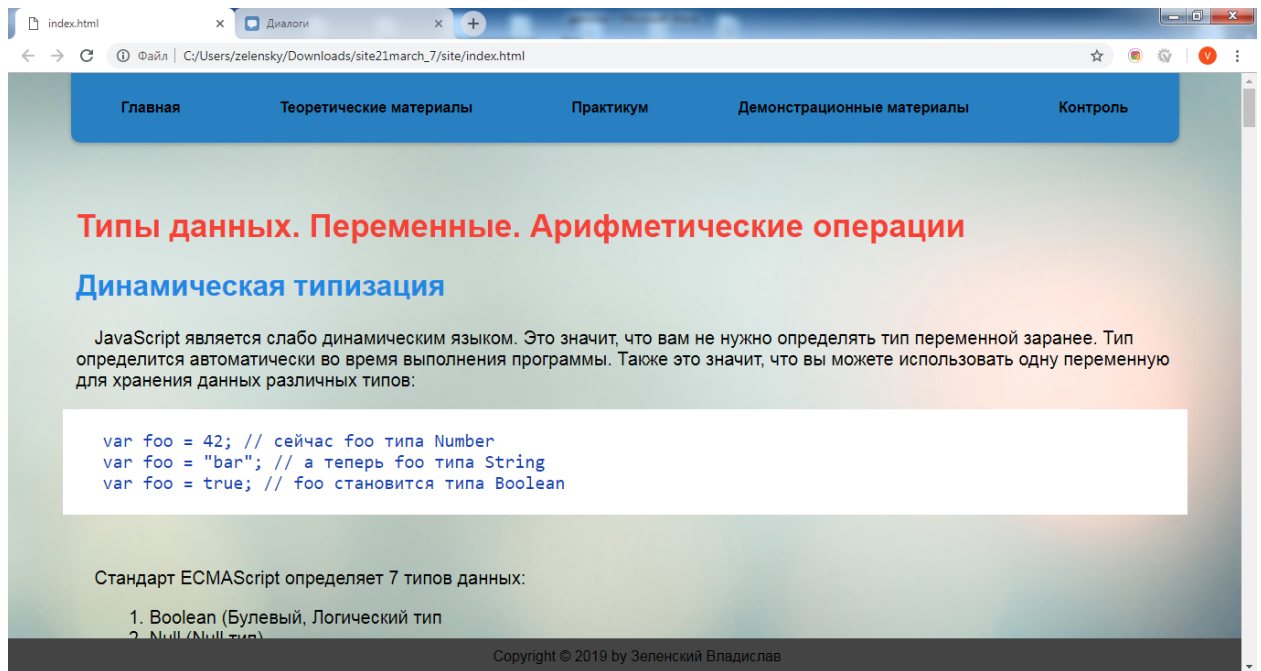 index.html
Диалоги
Файл | C:/Users/zelensky/Downloads/site21march_7/site/index.html
V
Главная Теоретические материалы Практикум Демонстрационные материалы Контроль
Типы данных. Переменные. Арифметические операции
Динамическая типизация
JavaScript является слабо динамическим языком. Это значит, что вам не нужно определять тип переменной заранее. Тип
определится автоматически во время выполнения программы. Также это значит, что вы можете использовать одну переменную
для хранения данных различных типов:
var foo = 42; // сейчас foo типа Number
var foo = "bar"; // а теперь foo типа String
var foo = true; // foo становится типа Boolean
Стандарт ECMAScript определяет 7 типов данных:
1. Boolean (Булевый, Логический тип
2. Null (Null тип)
Copyright © 2019 by Зеленский Владислав